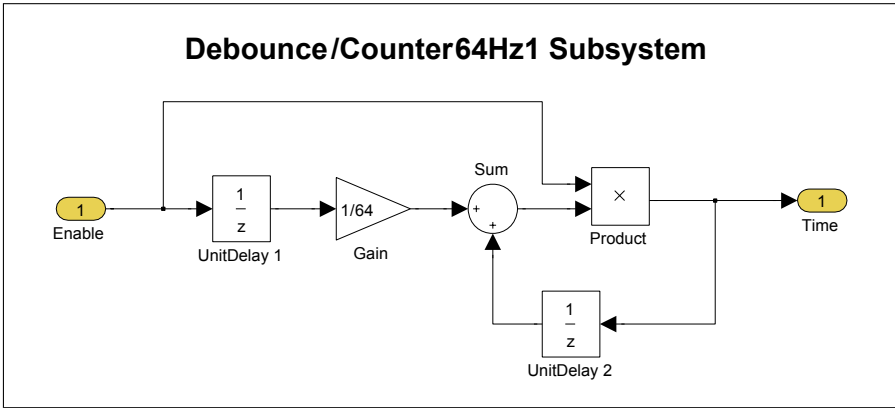 Debounce/Counter64Hz1 Subsystem
Sum
1
Enable
1
z
UnitDelay 1
1/64
Gain
+
+
×
Product
1
Time
1
z
UnitDelay 2